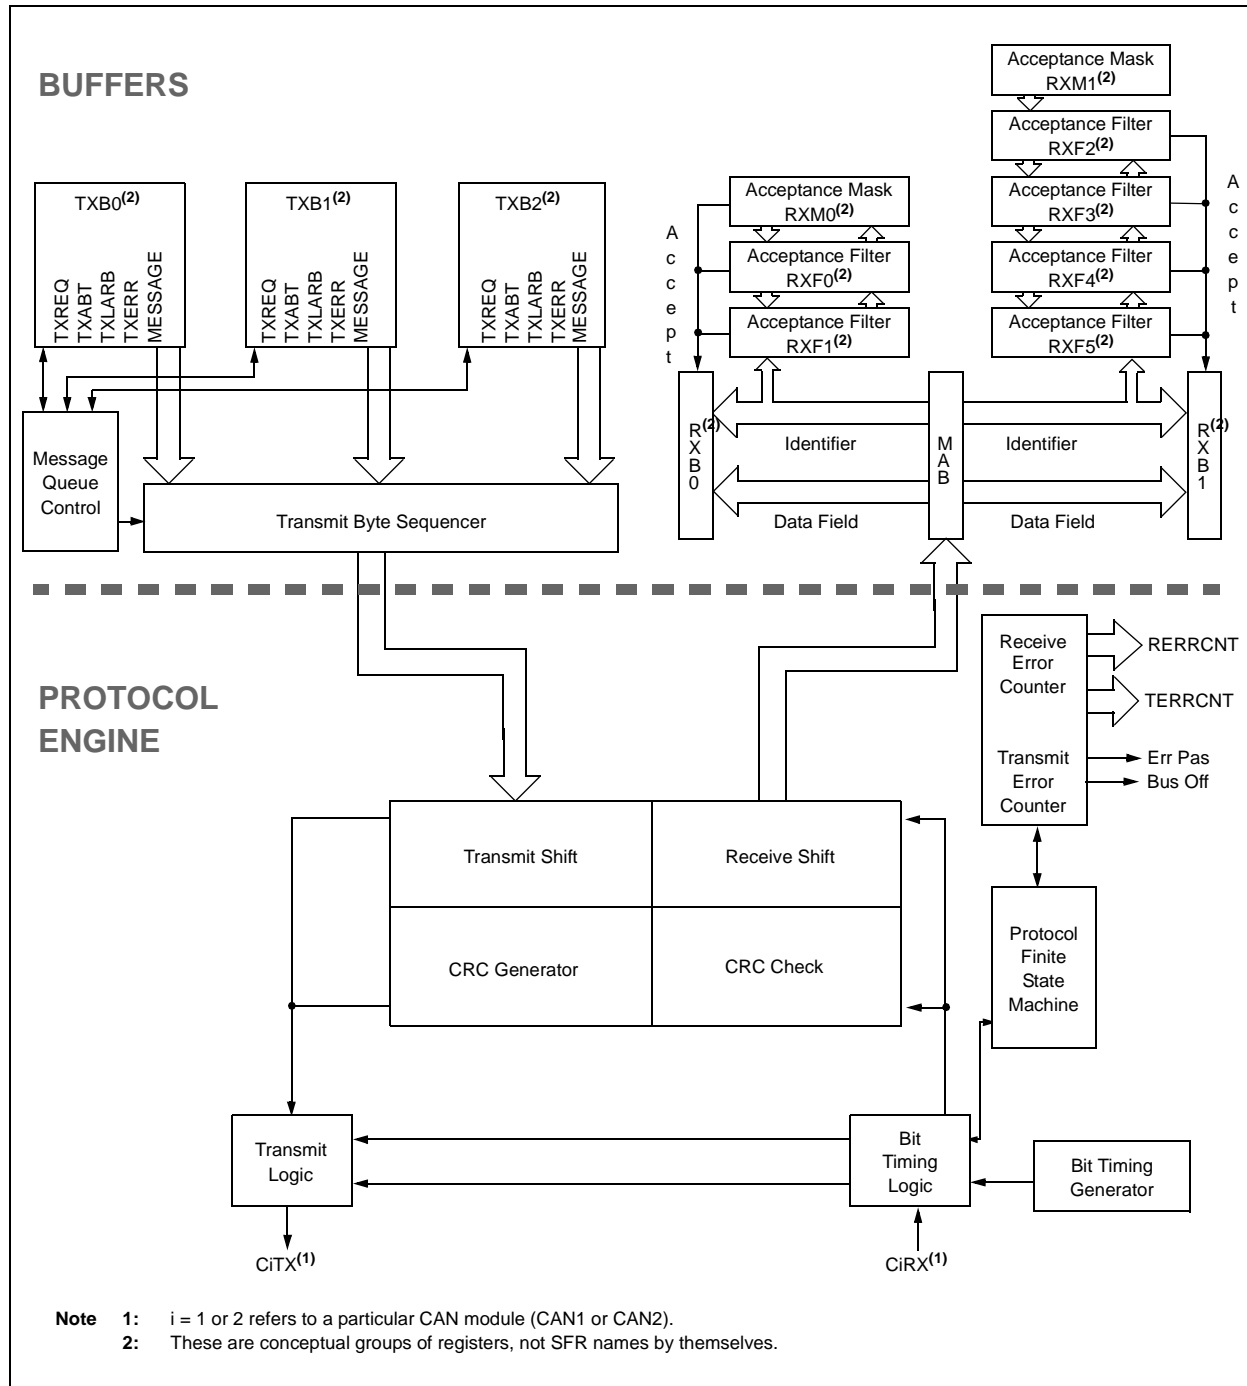 BUFFERS
TXB0(2)
TXREQ
TXABT
TXLARB
TXERR
MESSAGE
TXB1(2)
TXREQ
TXABT
TXLARB
TXERR
MESSAGE
TXB2(2)
TXREQ
TXABT
TXLARB
TXERR
MESSAGE
Message
Queue
Control
Transmit Byte Sequencer
Accept
Acceptance Mask
RXM0(2)
Acceptance Filter
RXF0(2)
Acceptance Filter
RXF1(2)
Acceptance Mask
RXM1(2)
Acceptance Filter
RXF2(2)
Acceptance Filter
RXF3(2)
Acceptance Filter
RXF4(2)
Acceptance Filter
RXF5(2)
Accept
RXB0(2)
Identifier
Data Field
MAB
Identifier
Data Field
RXB1(2)
PROTOCOL
ENGINE
Receive
Error
Counter
Transmit
Error
Counter
RERRCNT
TERRCNT
Err Pas
Bus Off
Transmit Shift
Receive Shift
CRC Generator
CRC Check
Protocol
Finite
State
Machine
Transmit
Logic
Bit
Timing
Logic
Bit Timing
Generator
CiTX(1)
CiRX(1)
Note 1: i = 1 or 2 refers to a particular CAN module (CAN1 or CAN2).
2: These are conceptual groups of registers, not SFR names by themselves.